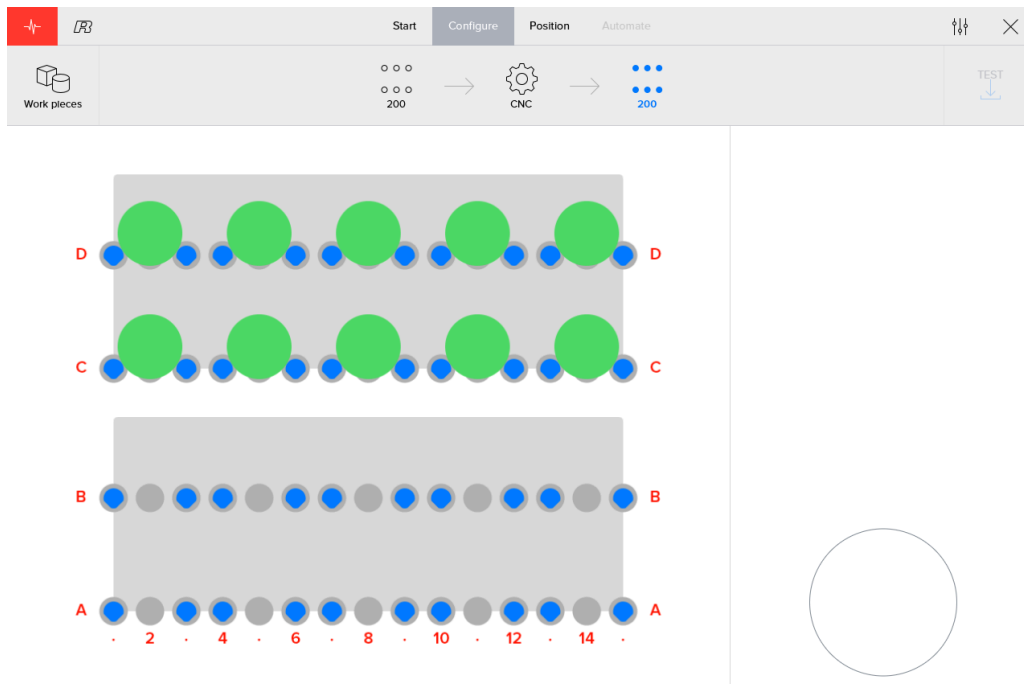 Start Configure Position Automate
Work pieces
200 CNC 200
TEST
D D
C C
B B
A A
· 2 · 4 · 6 · 8 · 10 · 12 · 14 ·